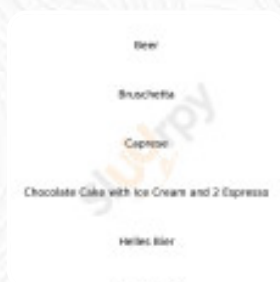 Beer
Bruschetta
Caprese
Chocolate Cake with Ice Cream and 2 Espresso
Helles Bier